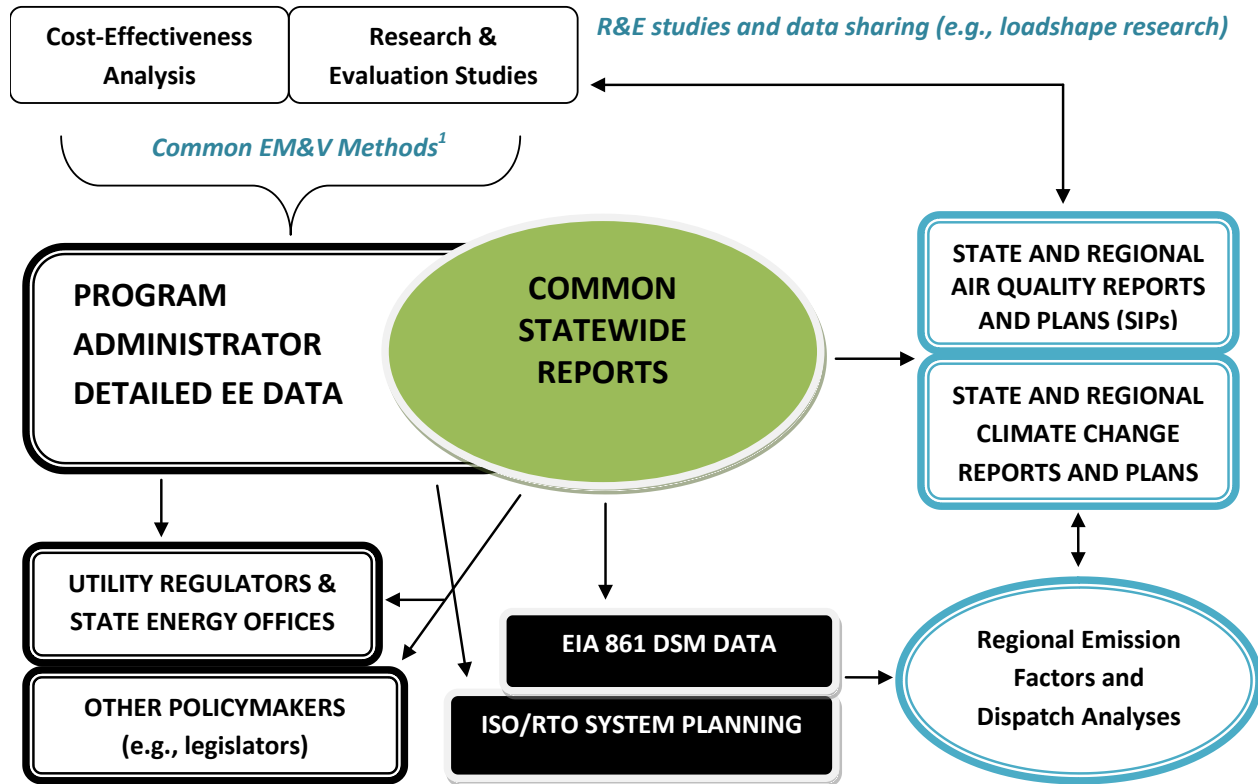 Cost-Effectiveness
Analysis
Research &
Evaluation Studies
R&E studies and data sharing (e.g., loadshape research)
Common EM&V Methods1
PROGRAM
ADMINISTRATOR
DETAILED EE DATA
COMMON
STATEWIDE
REPORTS
STATE AND REGIONAL
AIR QUALITY REPORTS
AND PLANS (SIPs)
STATE AND REGIONAL
CLIMATE CHANGE
REPORTS AND PLANS
UTILITY REGULATORS &
STATE ENERGY OFFICES
OTHER POLICYMAKERS
(e.g., legislators)
EIA 861 DSM DATA
ISO/RTO SYSTEM PLANNING
Regional Emission
Factors and
Dispatch Analyses